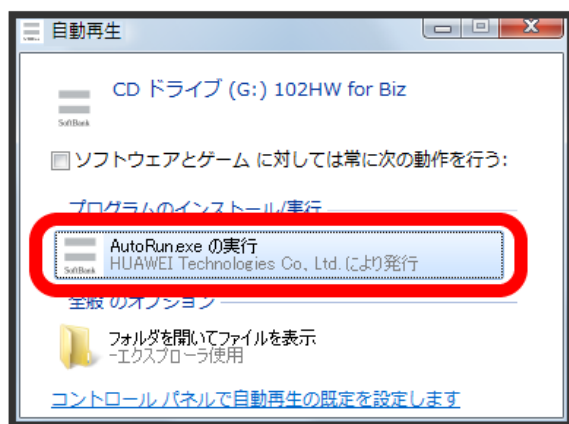 自動再生
CD ドライブ (G:) 102HW for Biz
SoftBank
ソフトウェアとゲーム に対しては常に次の動作を行う:
プログラムのインストール/実行
AutoRun.exe の実行
SoftBank
HUAWEI Technologies Co., Ltd. により発行
全般 のオプション
フォルダを開いてファイルを表示
-エクスプローラ使用
コントロール パネルで自動再生の既定を設定します